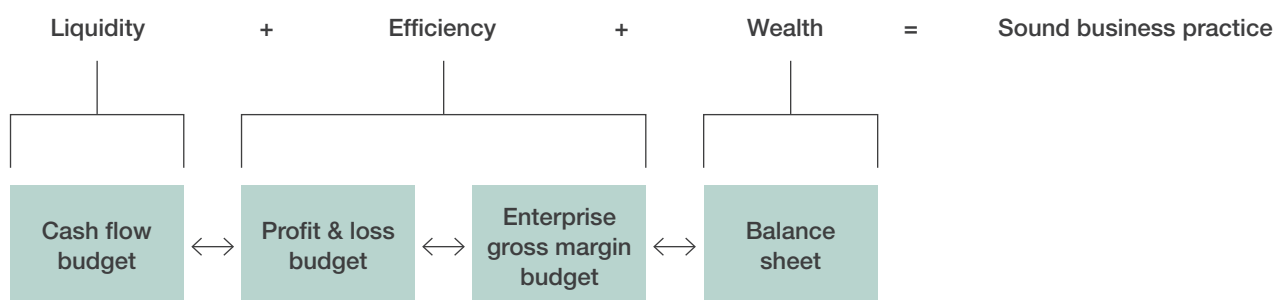 Liquidity + Efficiency + Wealth = Sound business practice
Cash flow
budget
Profit & loss
budget
Enterprise
gross margin
budget
Balance
sheet